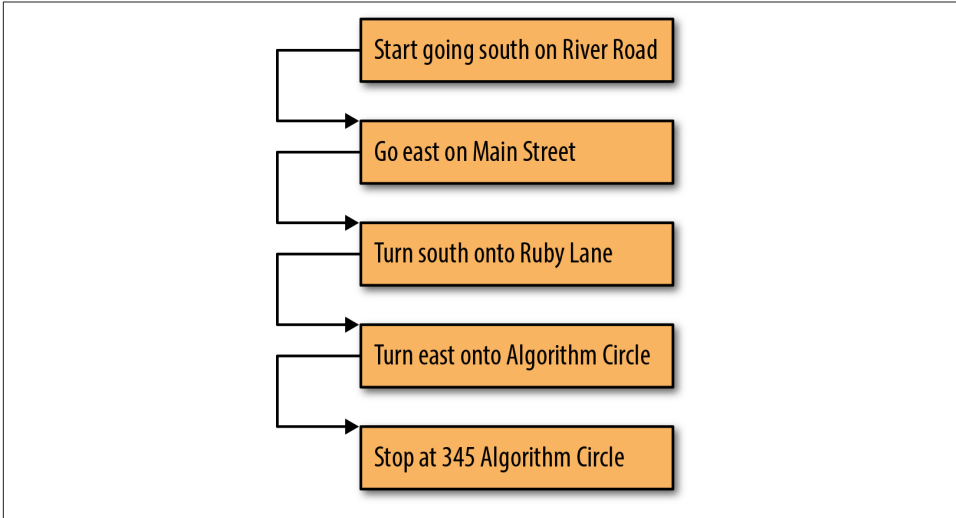 Start going south on River Road
Go east on Main Street
Turn south onto Ruby Lane
Turn east onto Algorithm Circle
Stop at 345 Algorithm Circle